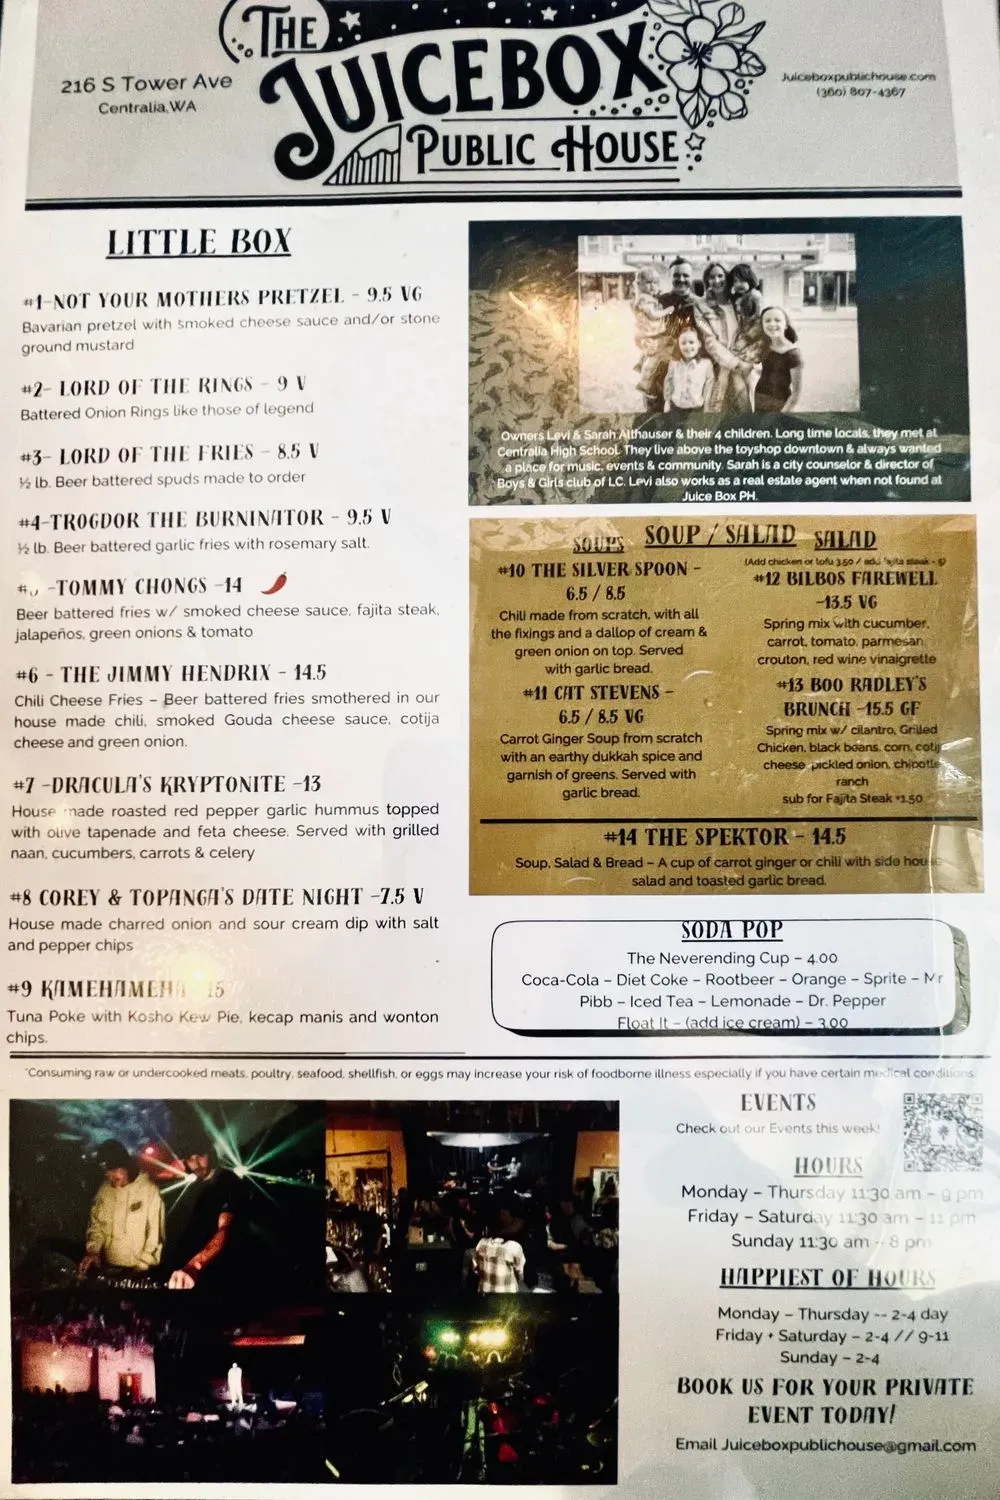 THE
JUICEBOX
PUBLIC HOUSE
216 S TOWER AVE
CENTRALIA, WA
Juiceboxpublichouse.com
(360) 807-4367
LITTLE BOX
#1-NOT YOUR MOTHERS PRETZEL - 9.5 VG
Bavarian pretzel with smoked cheese sauce and/or stone
ground mustard
#2- LORD OF THE RINGS - 9 V
Battered Onion Rings like those of legend
#3- LORD OF THE FRIES - 8.5 V
½ lb. Beer battered spuds made to order
#4-TROGDOR THE BURNINATOR - 9.5 V
½ lb. Beer battered garlic fries with rosemary salt.
-TOMMY CHONGS -14
Beer battered fries w/ smoked cheese sauce, fajita steak,
jalapeños, green onions & tomato
#6 - THE JIMMY HENDRIX - 14.5
Chili Cheese Fries – Beer battered fries smothered in our
house made chili, smoked Gouda cheese sauce, cotija
cheese and green onion.
#7 -DRACULA'S KRYPTONITE -13
House made roasted red pepper garlic hummus topped
with olive tapenade and feta cheese. Served with grilled
naan, cucumbers, carrots & celery
#8 COREY & TOPANGA'S DATE NIGHT -7.5 V
House made charred onion and sour cream dip with salt
and pepper chips
#9 KAMEHAMEHA 15
Tuna Poke with Kosho Kew Pie, kecap manis and wonton
chips.
Owners Levi & Sarah Althauser & their 4 children. Long time locals, they met at
Centralia High School. They live above the toyshop downtown & always wanted
a place for music, events & community. Sarah is a city counselor & director of
Boys & Girls club of LC. Levi also works as a real estate agent when not found at
Juice Box PH.
SOUP / SALAD
SOUPS
#10 THE SILVER SPOON -
6.5 / 8.5
Chili made from scratch, with all
the fixings and a dallop of cream &
green onion on top. Served
with garlic bread.
#11 CAT STEVENS -
6.5 / 8.5 VG
Carrot Ginger Soup from scratch
with an earthy dukkah spice and
garnish of greens. Served with
garlic bread.
SALAD
(Add chicken or tofu 3.50 / add fajita steak - 5)
#12 BILBOS FAREWELL
-13.5 VG
Spring mix with cucumber,
carrot, tomato, parmesan,
crouton, red wine vinaigrette
#13 BOO RADLEY'S
BRUNCH -15.5 GF
Spring mix w/ cilantro, Grilled
Chicken, black beans, corn, cotija
cheese, pickled onion, chipotle
ranch
sub for Fajita Steak +1.50
#14 THE SPEKTOR - 14.5
Soup, Salad & Bread – A cup of carrot ginger or chili with side house
salad and toasted garlic bread.
SODA POP
The Neverending Cup – 4.00
Coca-Cola – Diet Coke – Rootbeer – Orange – Sprite – Mr
Pibb – Iced Tea – Lemonade – Dr. Pepper
Float It – (add ice cream) – 3.00
*Consuming raw or undercooked meats, poultry, seafood, shellfish, or eggs may increase your risk of foodborne illness especially if you have certain medical conditions
EVENTS
Check out our Events this week!
HOURS
Monday – Thursday 11:30 am – 9 pm
Friday – Saturday 11:30 am – 11 pm
Sunday 11:30 am – 8 pm
HAPPIEST OF HOURS
Monday – Thursday -- 2-4 day
Friday + Saturday – 2-4 // 9-11
Sunday – 2-4
BOOK US FOR YOUR PRIVATE
EVENT TODAY!
Email Juiceboxpublichouse@gmail.com